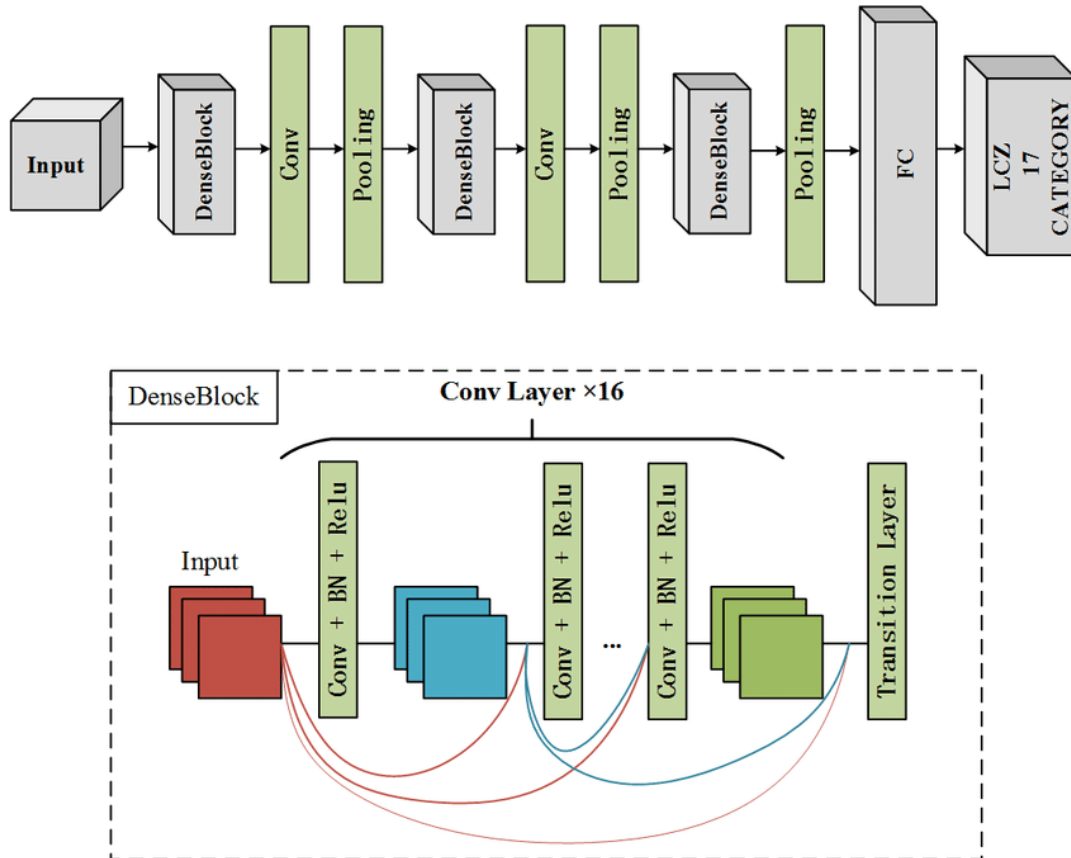 Input
DenseBlock
Conv
Pooling
DenseBlock
Conv
Pooling
DenseBlock
Pooling
FC
LCZ
17
CATEGORY
DenseBlock
Conv Layer ×16
Input
Conv + BN + Relu
Conv + BN + Relu
...
Conv + BN + Relu
Transition Layer